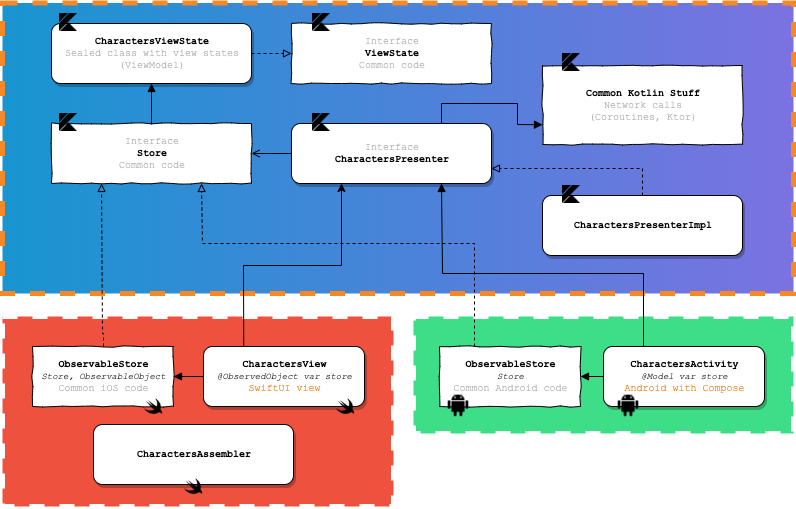 CharactersViewState
Sealed class with view states
(ViewModel)
Interface
ViewState
Common code
Common Kotlin Stuff
Network calls
(Coroutines, Ktor)
Interface
Store
Common code
Interface
CharactersPresenter
CharactersPresenterImpl
ObservableStore
Store, ObservableObject
Common iOS code
CharactersView
@ObservedObject var store
SwiftUI view
ObservableStore
Store
Common Android code
CharactersActivity
@Model var store
Android with Compose
CharactersAssembler